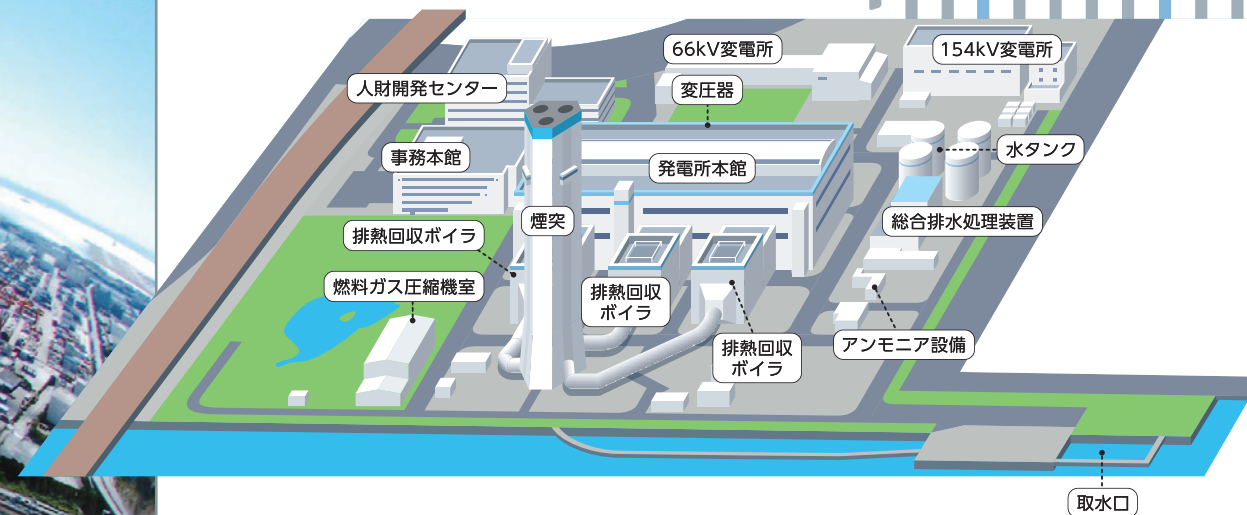 66kV変電所
154kV変電所
人財開発センター
変圧器
事務本館
発電所本館
水タンク
煙突
総合排水処理装置
排熱回収ボイラ
燃料ガス圧縮機室
排熱回収
ボイラ
排熱回収
ボイラ
アンモニア設備
取水口